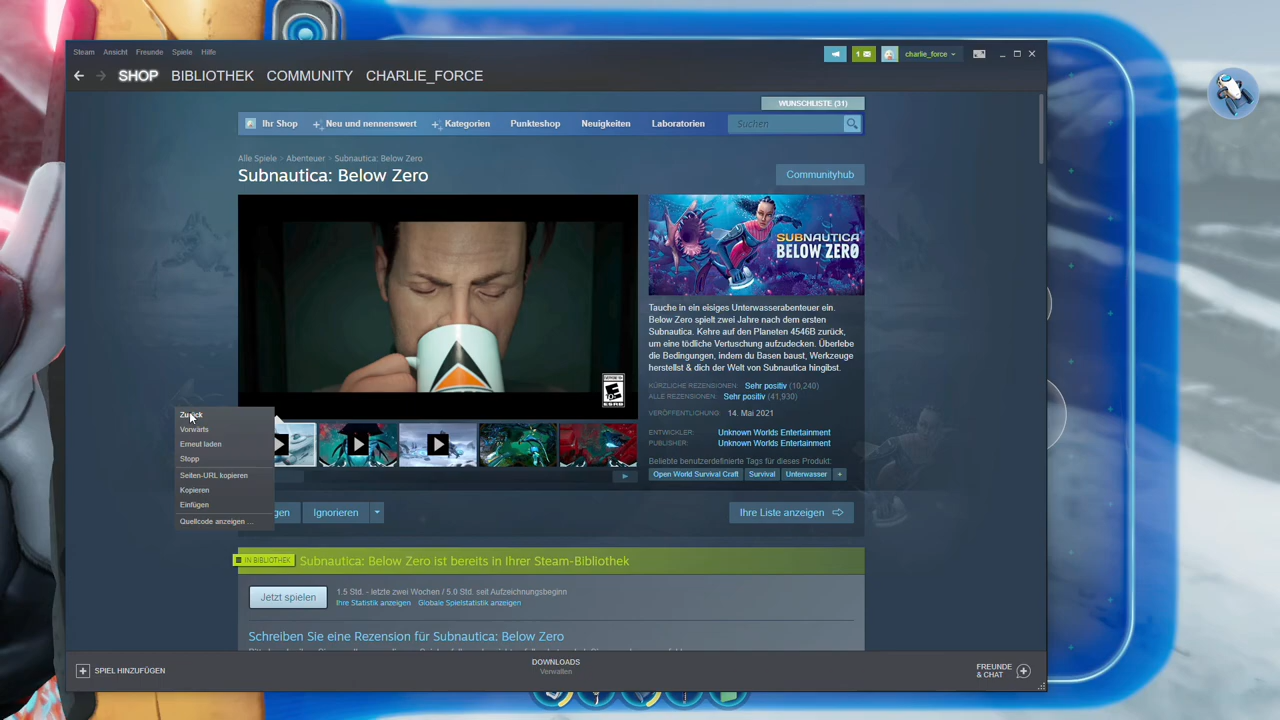 Steam Ansicht Freunde Spiele Hilfe
1 charlie_force
SHOP BIBLIOTHEK COMMUNITY CHARLIE_FORCE
WUNSCHLISTE (31)
Ihr Shop Neu und nennenswert Kategorien Punkteshop Neuigkeiten Laboratorien Suchen
Alle Spiele > Abenteuer > Subnautica: Below Zero
Subnautica: Below Zero
Communityhub
SUBNAUTICA
BELOW ZERO
ESRB
Tauche in ein eisiges Unterwasserabenteuer ein.
Below Zero spielt zwei Jahre nach dem ersten
Subnautica. Kehre auf den Planeten 4546B zurück,
um eine tödliche Vertuschung aufzudecken. Überlebe
die Bedingungen, indem du Basen baust, Werkzeuge
herstellst & dich der Welt von Subnautica hingibst.
KÜRZLICHE REZENSIONEN: Sehr positiv (10,240)
ALLE REZENSIONEN: Sehr positiv (41,930)
VERÖFFENTLICHUNG: 14. Mai 2021
ENTWICKLER: Unknown Worlds Entertainment
PUBLISHER: Unknown Worlds Entertainment
Beliebte benutzerdefinierte Tags für dieses Produkt:
Open World Survival Craft Survival Unterwasser +
Zurück
Vorwärts
Erneut laden
Stopp
Seiten-URL kopieren
Kopieren
Einfügen
Quellcode anzeigen ...
gen Ignorieren Ihre Liste anzeigen
IN BIBLIOTHEK Subnautica: Below Zero ist bereits in Ihrer Steam-Bibliothek
Jetzt spielen
1.5 Std. - letzte zwei Wochen / 5.0 Std. seit Aufzeichnungsbeginn
Ihre Statistik anzeigen Globale Spielstatistik anzeigen
Schreiben Sie eine Rezension für Subnautica: Below Zero
SPIEL HINZUFÜGEN
DOWNLOADS
Verwalten
FREUNDE
& CHAT